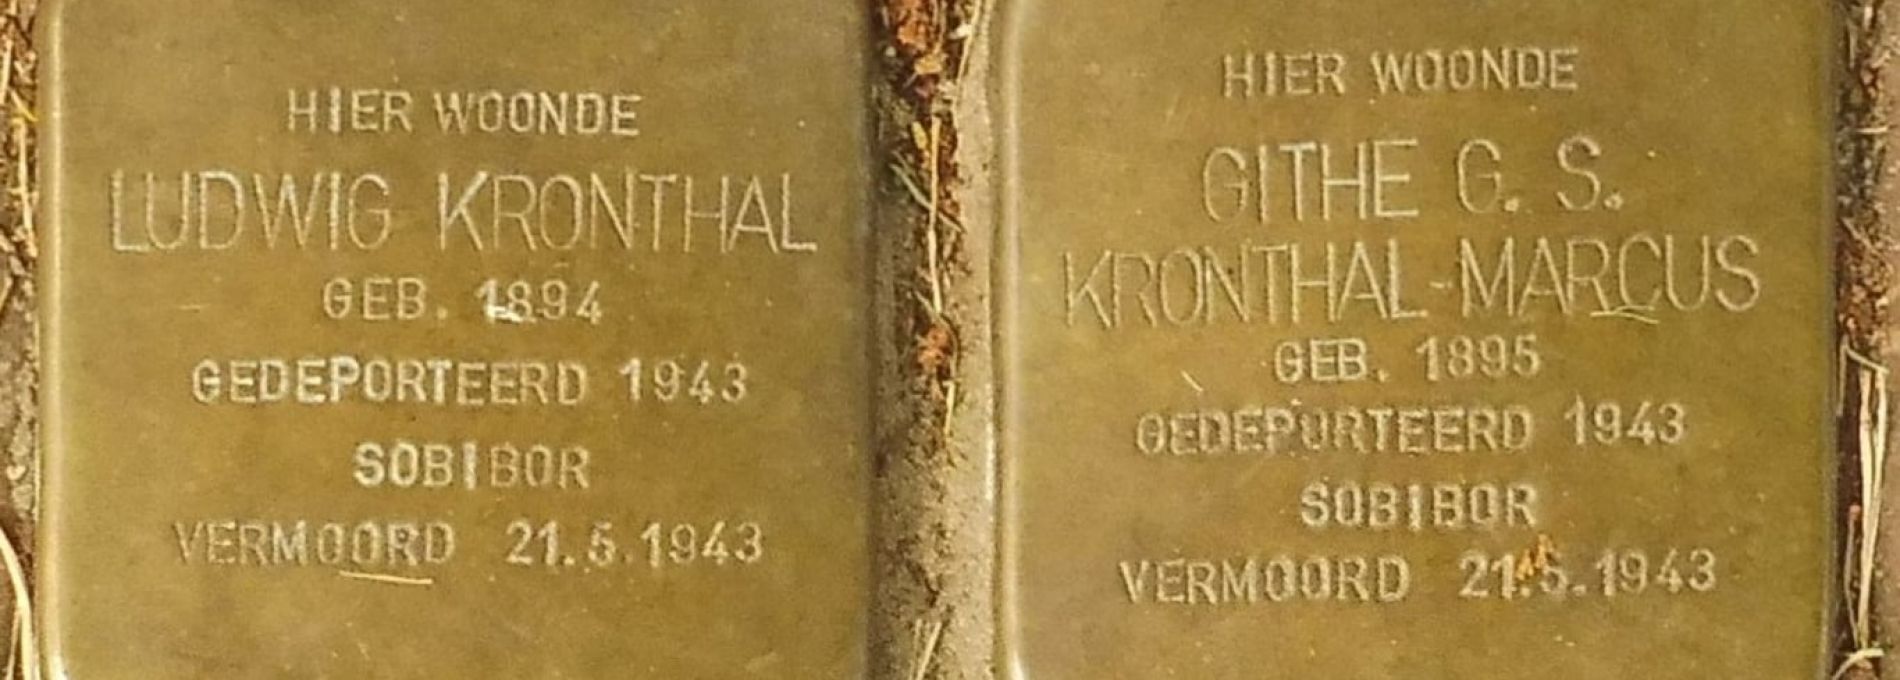 HIER WOONDE
LUDWIG KRONTHAL
GEB. 1894
GEDEPORTEERD 1943
SOBIBOR
VERMOORD 21.5.1943
HIER WOONDE
GITHE G. S.
KRONTHAL-MARCUS
GEB. 1895
GEDEPORTEERD 1943
SOBIBOR
VERMOORD 21.5.1943